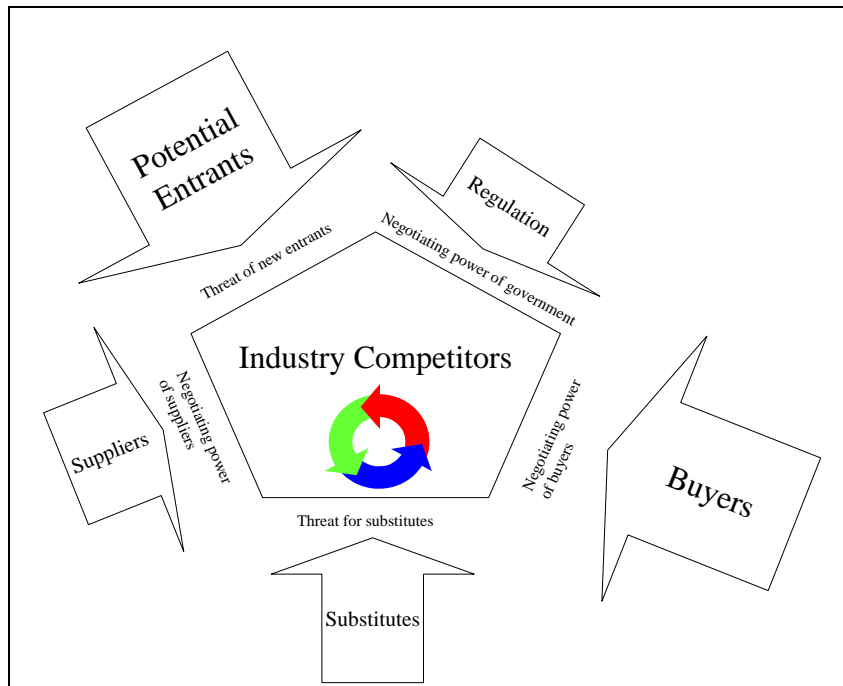 Potential
Entrants
Regulation
Threat of new entrants
Negotiating power of government
Industry Competitors
Suppliers
Negotiating power
of suppliers
Negotiating power
of buyers
Buyers
Threat for substitutes
Substitutes